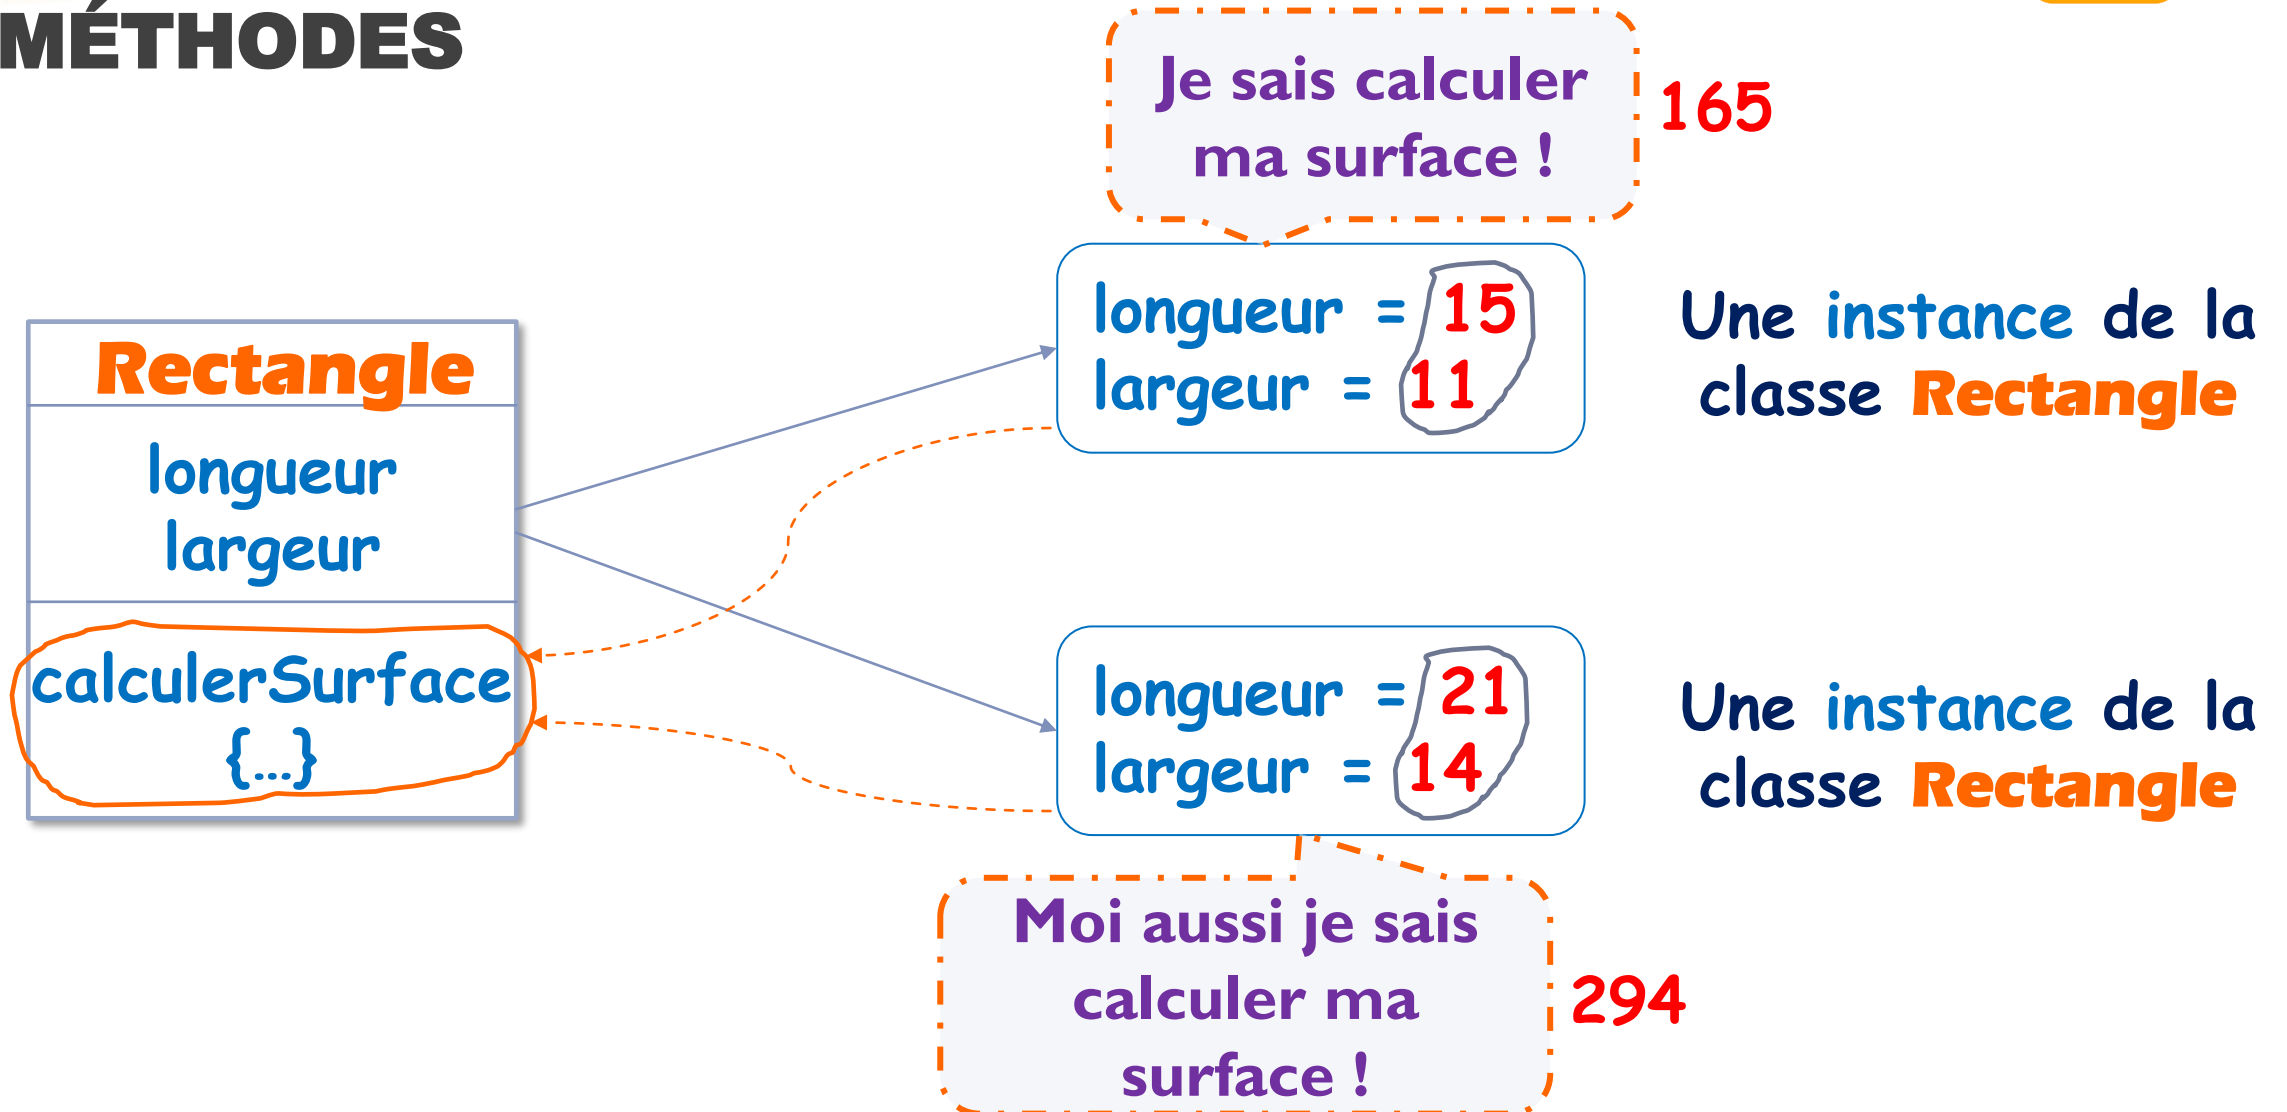 MÉTHODES
Je sais calculer
ma surface !
165
longueur = 15
largeur = 11
Une instance de la
classe Rectangle
Rectangle
longueur
largeur
calculerSurface
{...}
longueur = 21
largeur = 14
Une instance de la
classe Rectangle
Moi aussi je sais
calculer ma
surface !
294